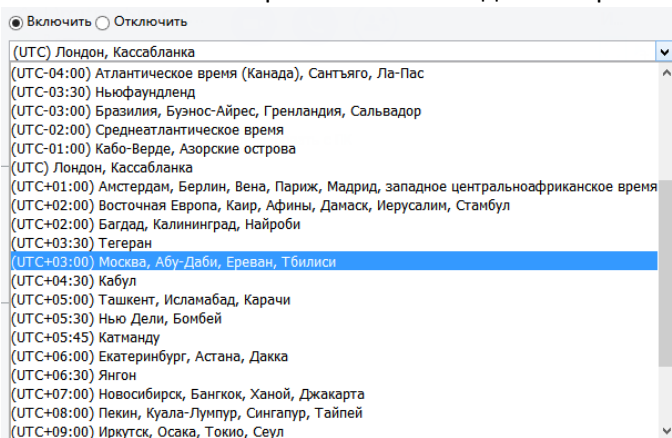 Включить Отключить
(UTC) Лондон, Кассабланка
(UTC-04:00) Атлантическое время (Канада), Сантьяго, Ла-Пас
(UTC-03:30) Ньюфаундленд
(UTC-03:00) Бразилия, Буэнос-Айрес, Гренландия, Сальвадор
(UTC-02:00) Среднеатлантическое время
(UTC-01:00) Кабо-Верде, Азорские острова
(UTC) Лондон, Кассабланка
(UTC+01:00) Амстердам, Берлин, Вена, Париж, Мадрид, западное центральноафриканское время
(UTC+02:00) Восточная Европа, Каир, Афины, Дамаск, Иерусалим, Стамбул
(UTC+02:00) Багдад, Калининград, Найроби
(UTC+03:30) Тегеран
(UTC+03:00) Москва, Абу-Даби, Ереван, Тбилиси
(UTC+04:30) Кабул
(UTC+05:00) Ташкент, Исламабад, Карачи
(UTC+05:30) Нью Дели, Бомбей
(UTC+05:45) Катманду
(UTC+06:00) Екатеринбург, Астана, Дакка
(UTC+06:30) Янгон
(UTC+07:00) Новосибирск, Бангкок, Ханой, Джакарта
(UTC+08:00) Пекин, Куала-Лумпур, Сингапур, Тайпей
(UTC+09:00) Иркутск, Осака, Токио, Сеул